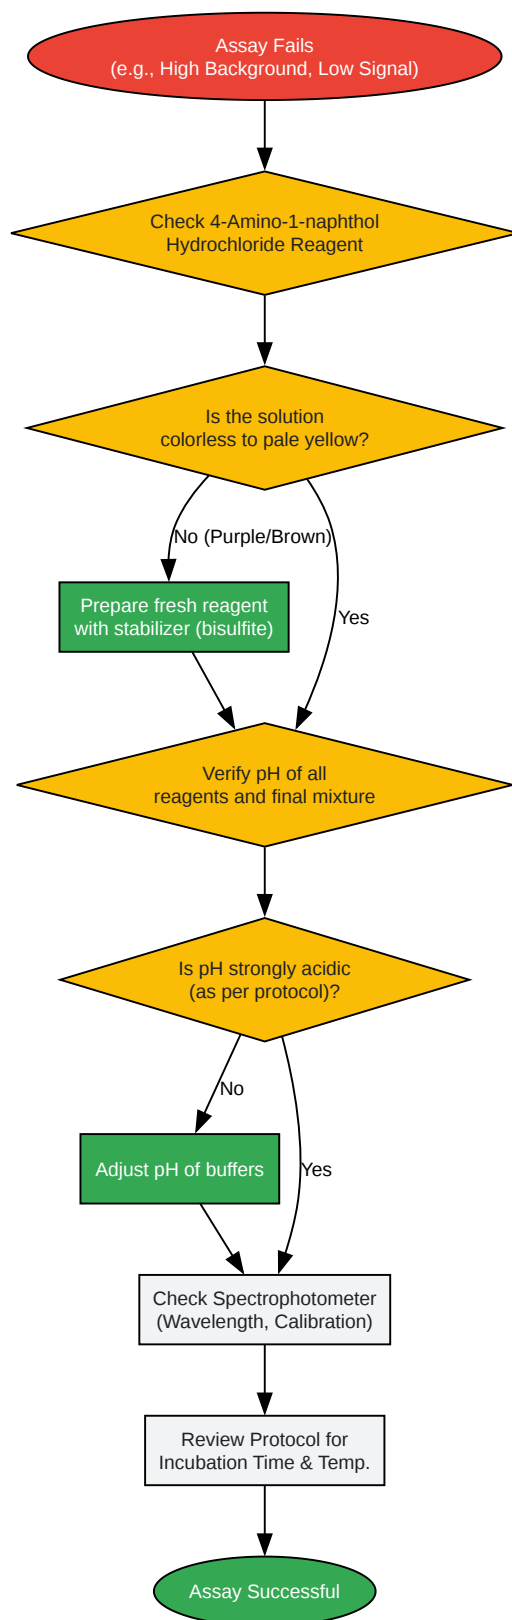 Assay Fails
(e.g., High Background, Low Signal)
Check 4-Amino-1-naphthol
Hydrochloride Reagent
Is the solution
colorless to pale yellow?
No (Purple/Brown)
Prepare fresh reagent
with stabilizer (bisulfite)
Yes
Verify pH of all
reagents and final mixture
Is pH strongly acidic
(as per protocol)?
No
Adjust pH of buffers
Yes
Check Spectrophotometer
(Wavelength, Calibration)
Review Protocol for
Incubation Time & Temp.
Assay Successful